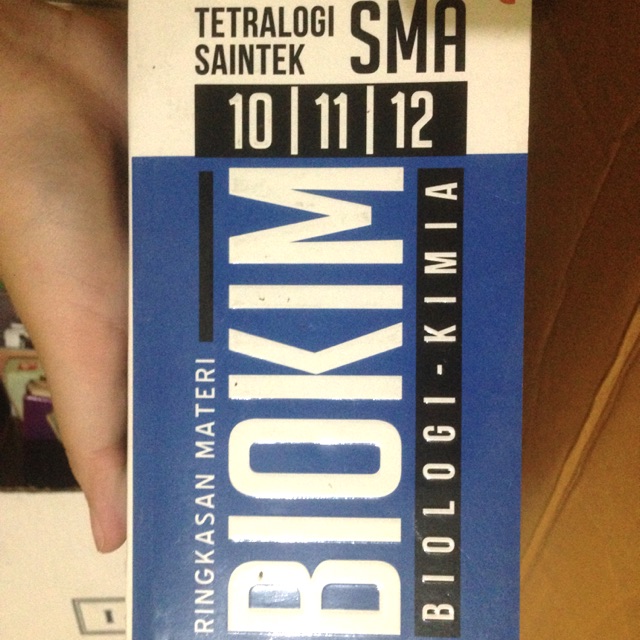 TETRALOGI
SAINTEK
SMA
10 | 11 | 12
RINGKASAN MATERI
BIOKIM
BIOLOGI - KIMIA